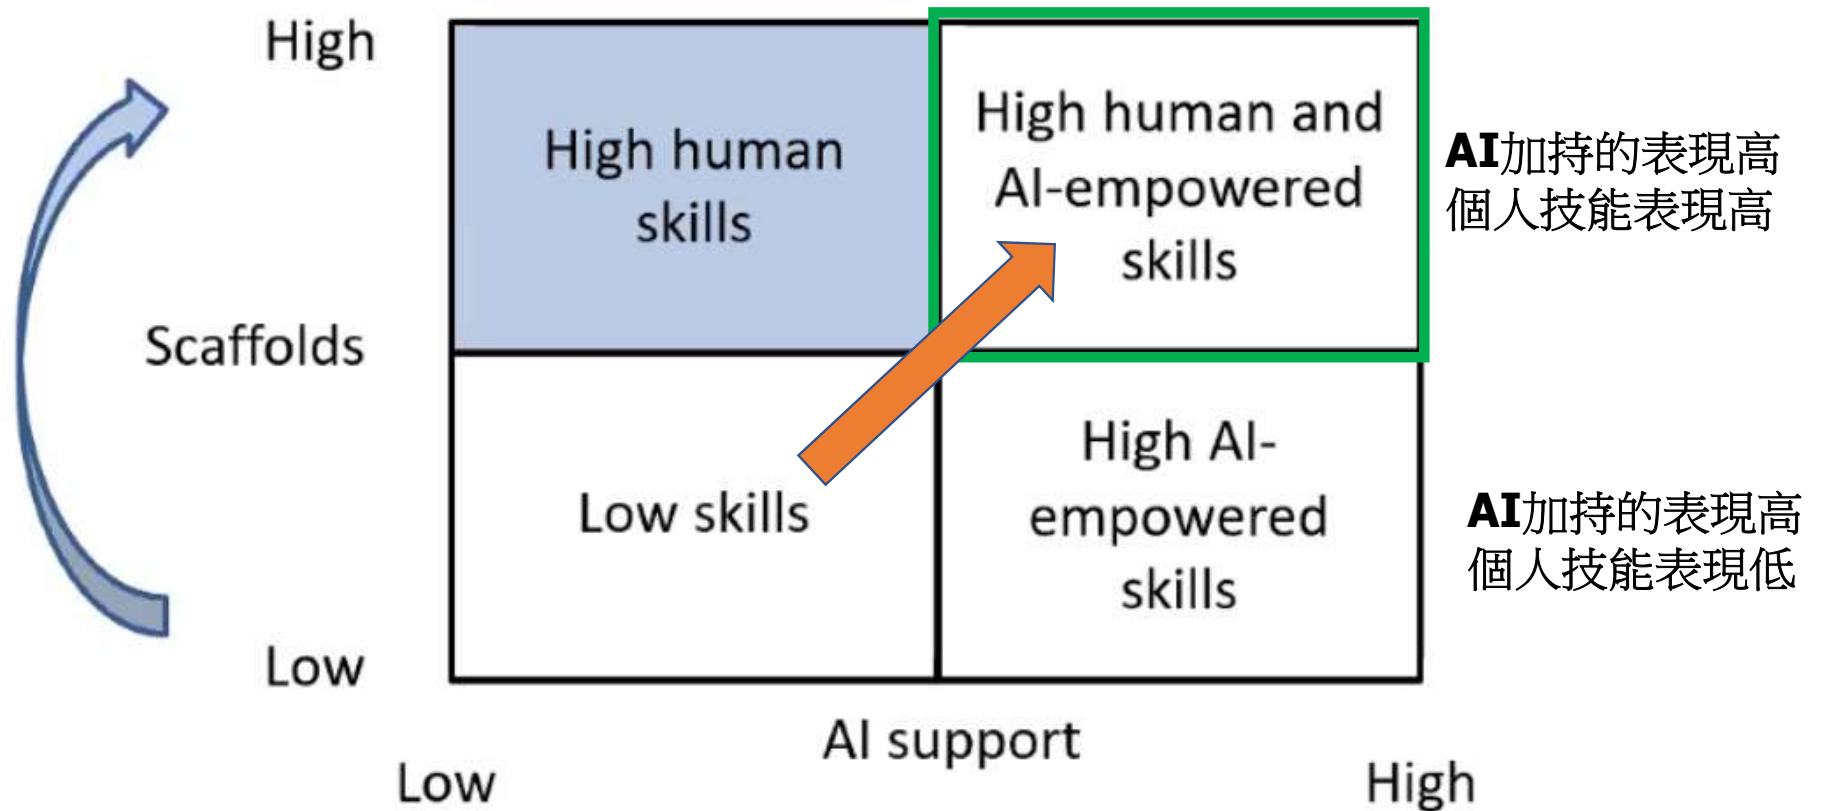 High
High human
skills
High human and
AI-empowered
skills
AI加持的表現高
個人技能表現高
Scaffolds
Low skills
High AI-
empowered
skills
AI加持的表現高
個人技能表現低
Low
AI support
Low
High